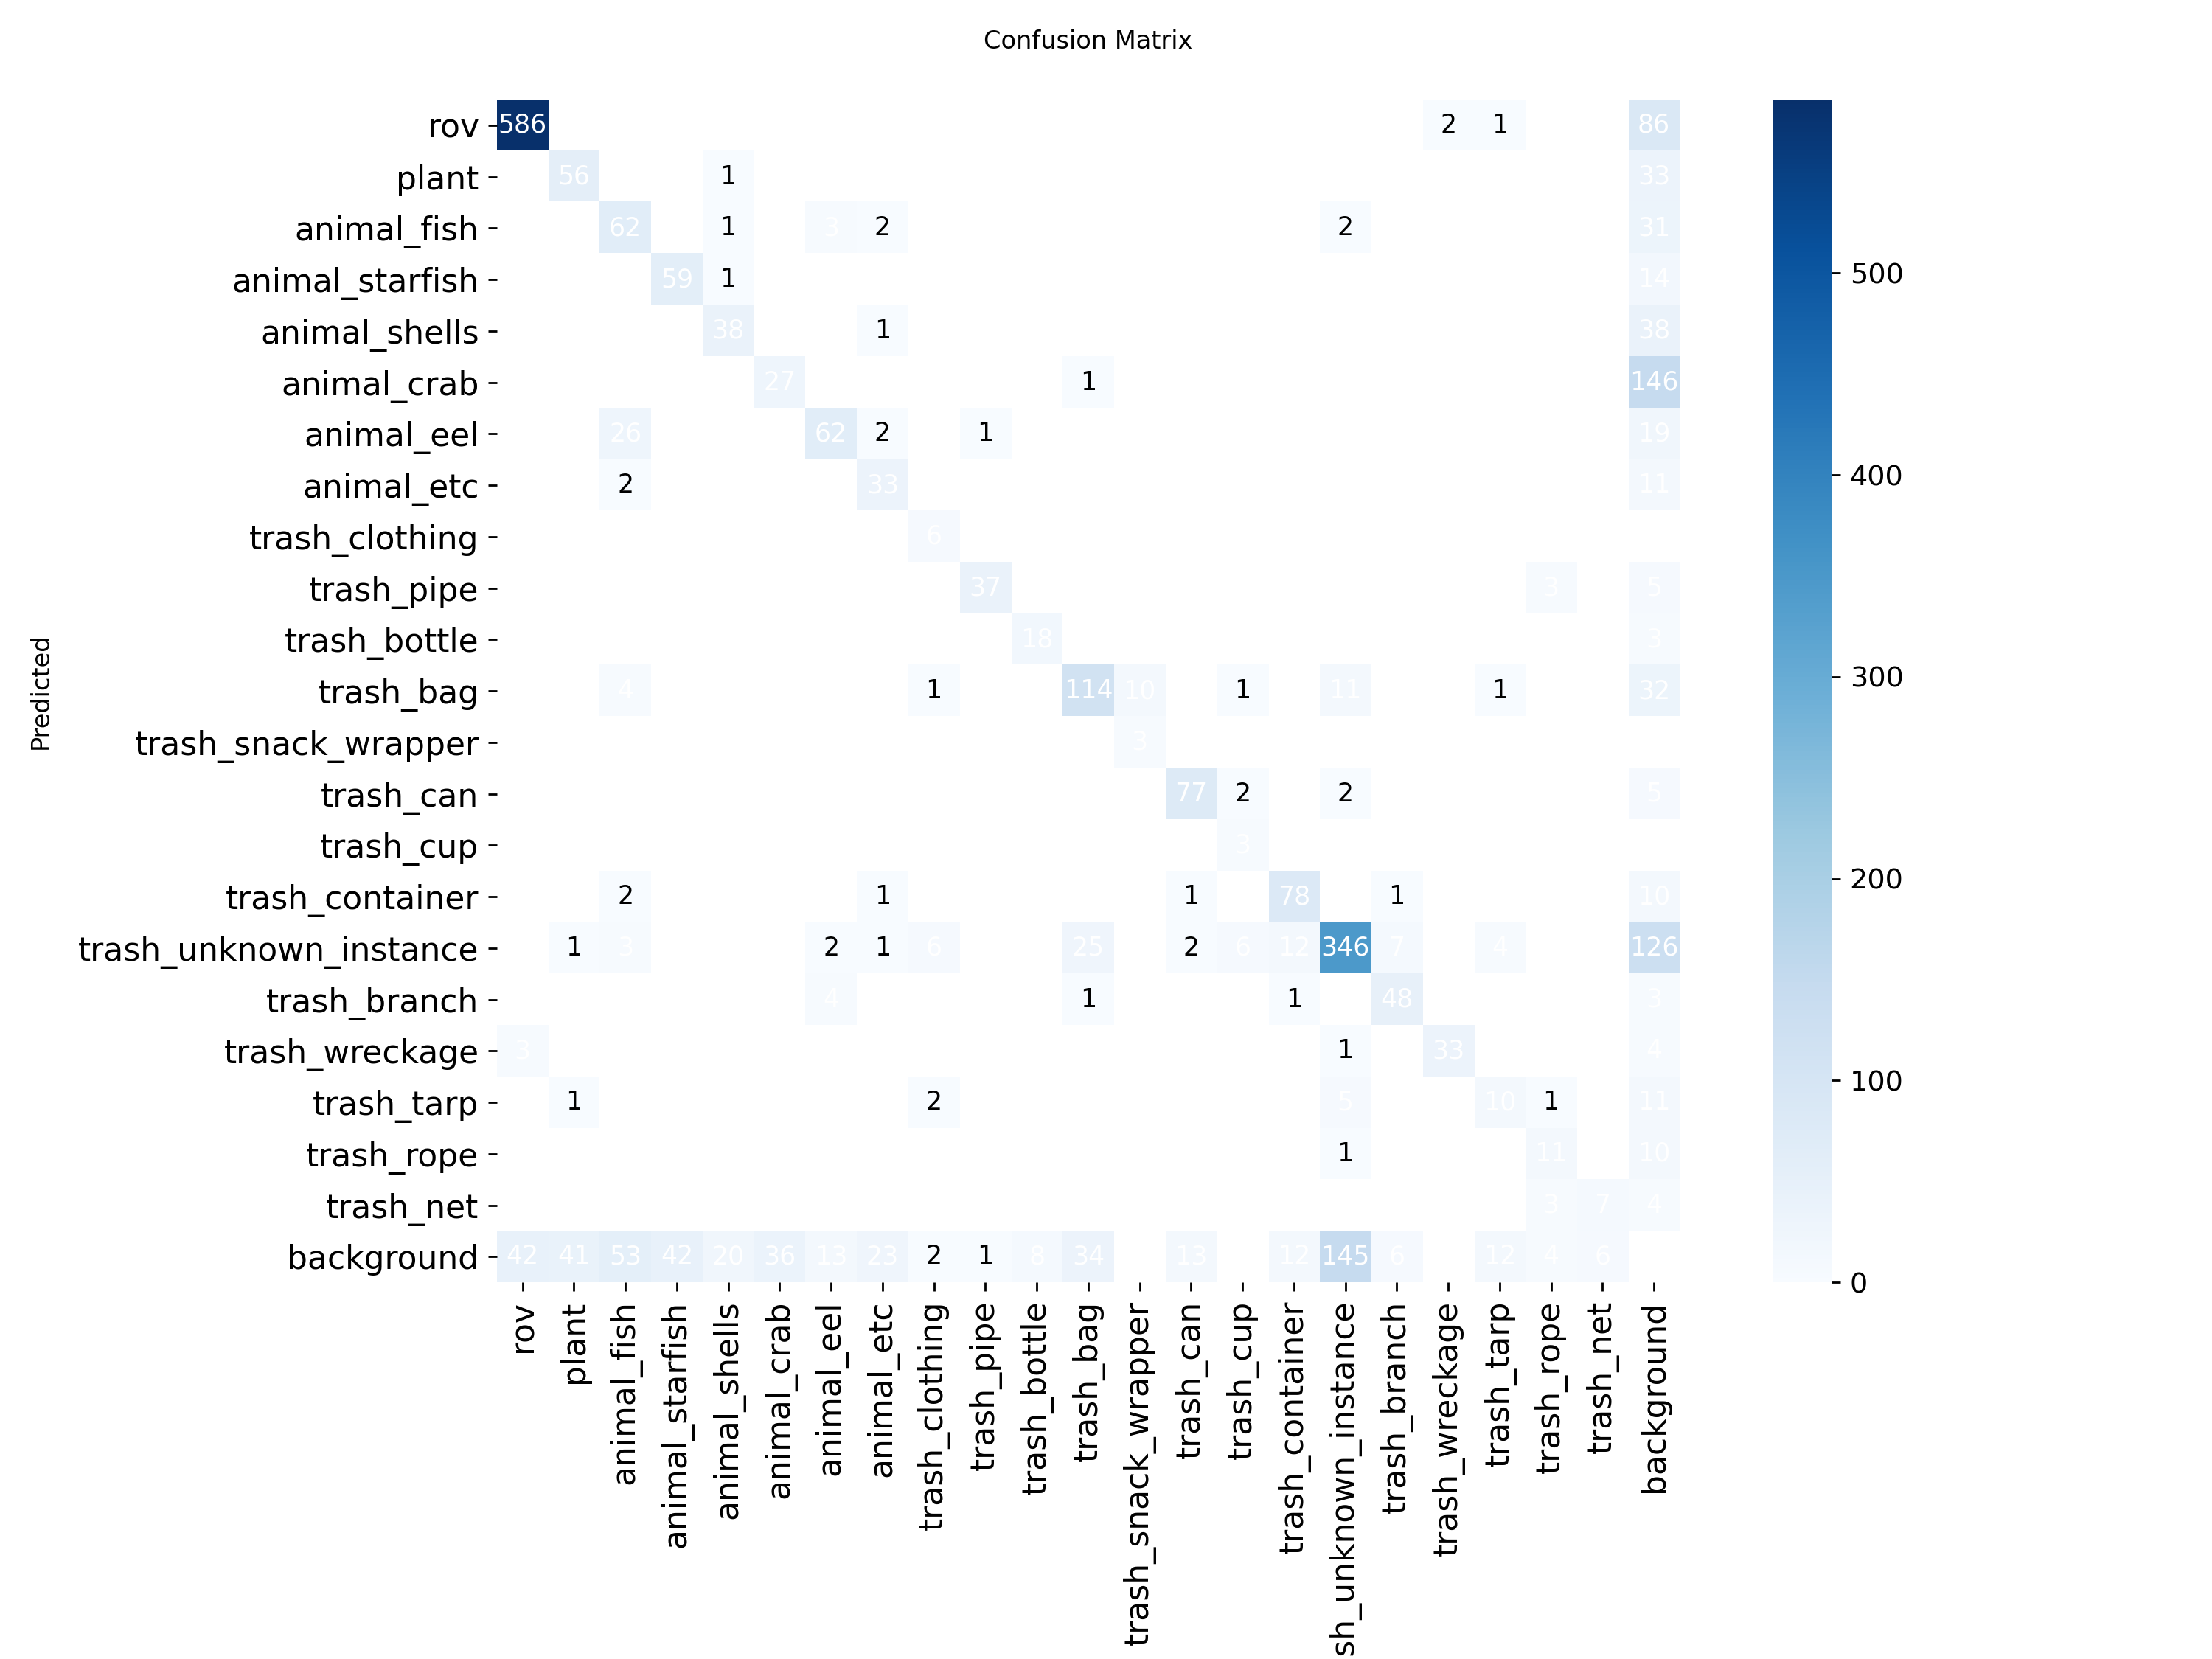 Confusion Matrix
rov 586 2 1 86
plant 56 1 33
animal_fish 62 1 3 2 2 31
animal_starfish 59 1 14
animal_shells 38 1 38
animal_crab 27 1 146
animal_eel 26 62 2 1 19
animal_etc 2 33 11
trash_clothing 6
trash_pipe 37 3 5
trash_bottle 18 3
trash_bag 4 1 114 10 1 11 1 32
trash_snack_wrapper 3
trash_can 77 2 2 5
trash_cup 3
trash_container 2 1 1 78 1 10
trash_unknown_instance 1 3 2 1 6 25 2 6 12 346 7 4 126
trash_branch 4 1 1 48 3
trash_wreckage 3 1 33 4
trash_tarp 1 2 5 10 1 11
trash_rope 1 11 10
trash_net 3 7 4
background 42 41 53 42 20 36 13 23 2 1 8 34 13 12 145 6 12 4 6
Predicted
rov
plant
animal_fish
animal_starfish
animal_shells
animal_crab
animal_eel
animal_etc
trash_clothing
trash_pipe
trash_bottle
trash_bag
trash_snack_wrapper
trash_can
trash_cup
trash_container
sh_unknown_instance
trash_branch
trash_wreckage
trash_tarp
trash_rope
trash_net
background
500
400
300
200
100
0